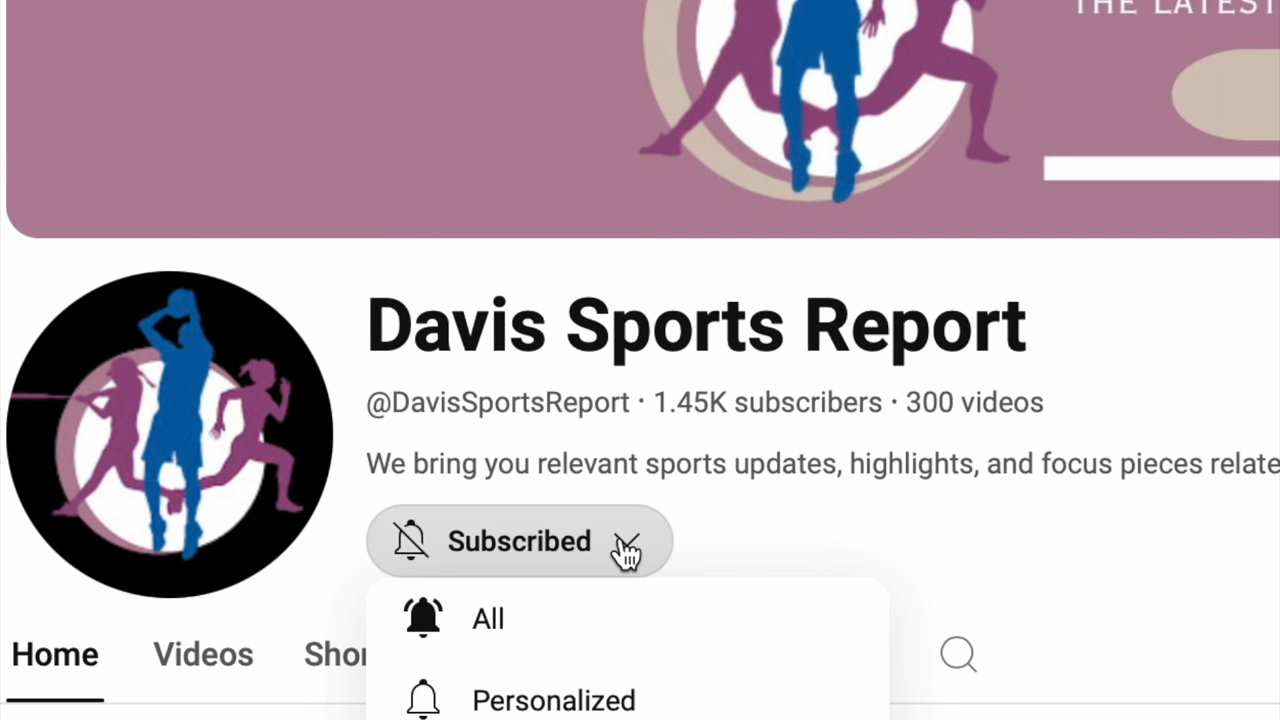 THE LATEST
Davis Sports Report
@DavisSportsReport · 1.45K subscribers · 300 videos
We bring you relevant sports updates, highlights, and focus pieces relate
Subscribed
All
Home Videos Shor
Personalized